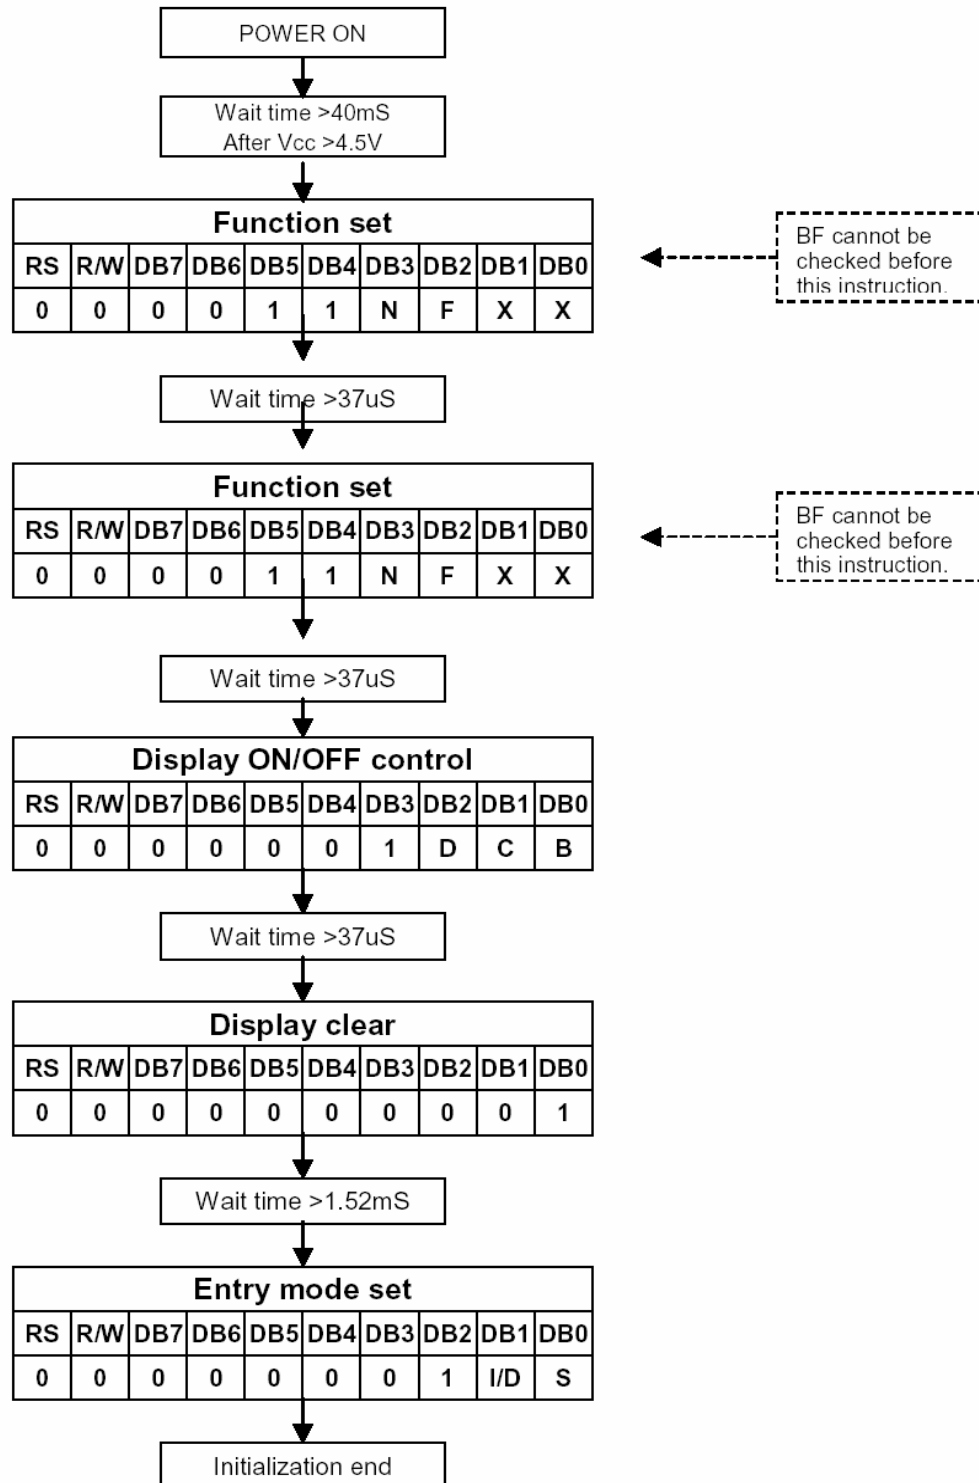 POWER ON
Wait time >40mS
After Vcc >4.5V
Function set
RS R/W DB7 DB6 DB5 DB4 DB3 DB2 DB1 DB0
0 0 0 0 1 1 N F X X
BF cannot be
checked before
this instruction.
Wait time >37uS
Function set
RS R/W DB7 DB6 DB5 DB4 DB3 DB2 DB1 DB0
0 0 0 0 1 1 N F X X
BF cannot be
checked before
this instruction.
Wait time >37uS
Display ON/OFF control
RS R/W DB7 DB6 DB5 DB4 DB3 DB2 DB1 DB0
0 0 0 0 0 0 1 D C B
Wait time >37uS
Display clear
RS R/W DB7 DB6 DB5 DB4 DB3 DB2 DB1 DB0
0 0 0 0 0 0 0 0 0 1
Wait time >1.52mS
Entry mode set
RS R/W DB7 DB6 DB5 DB4 DB3 DB2 DB1 DB0
0 0 0 0 0 0 0 1 I/D S
Initialization end